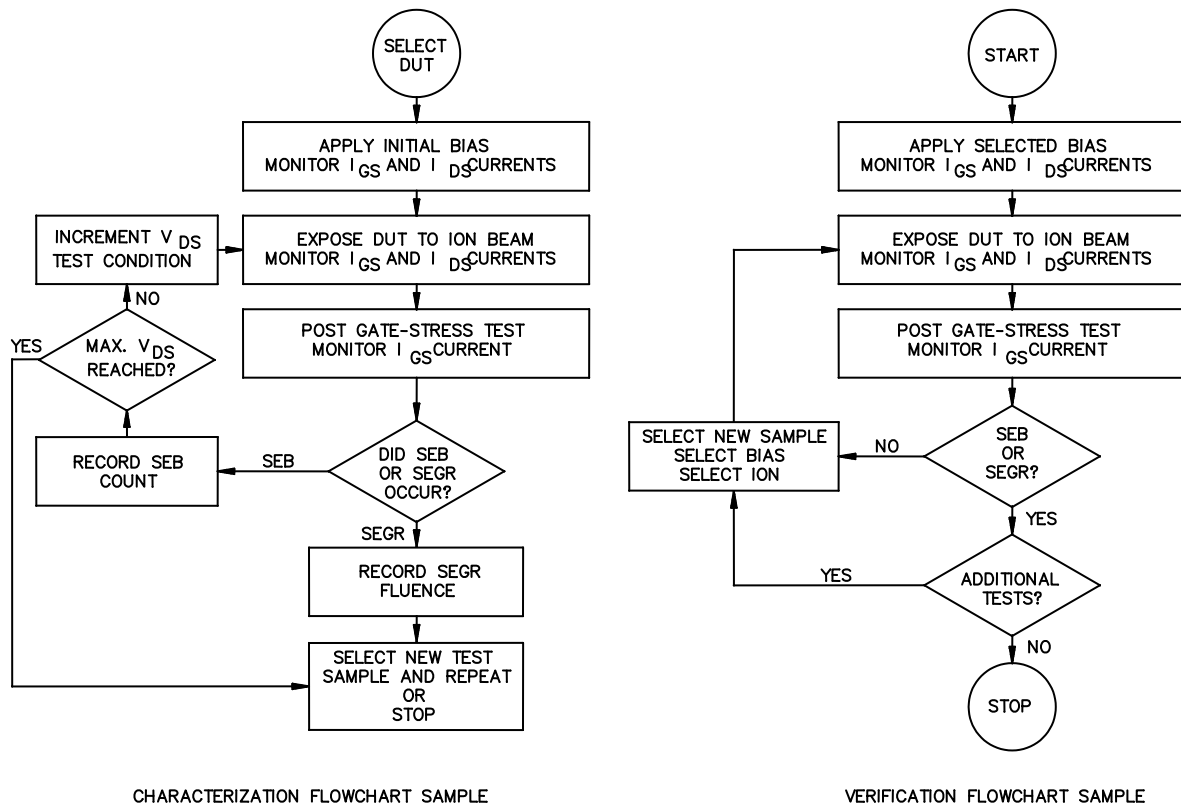 SELECT
DUT
APPLY INITIAL BIAS
MONITOR I GS AND I DS CURRENTS
INCREMENT V DS
TEST CONDITION
EXPOSE DUT TO ION BEAM
MONITOR I GS AND I DS CURRENTS
NO
POST GATE-STRESS TEST
MONITOR I GS CURRENT
YES
MAX. V DS
REACHED?
RECORD SEB
COUNT
SEB
DID SEB
OR SEGR
OCCUR?
SEGR
RECORD SEGR
FLUENCE
SELECT NEW TEST
SAMPLE AND REPEAT
OR
STOP
CHARACTERIZATION FLOWCHART SAMPLE
START
APPLY SELECTED BIAS
MONITOR I GS AND I DS CURRENTS
EXPOSE DUT TO ION BEAM
MONITOR I GS AND I DS CURRENTS
POST GATE-STRESS TEST
MONITOR I GS CURRENT
SELECT NEW SAMPLE
SELECT BIAS
SELECT ION
NO
SEB
OR
SEGR?
YES
YES
ADDITIONAL
TESTS?
NO
STOP
VERIFICATION FLOWCHART SAMPLE